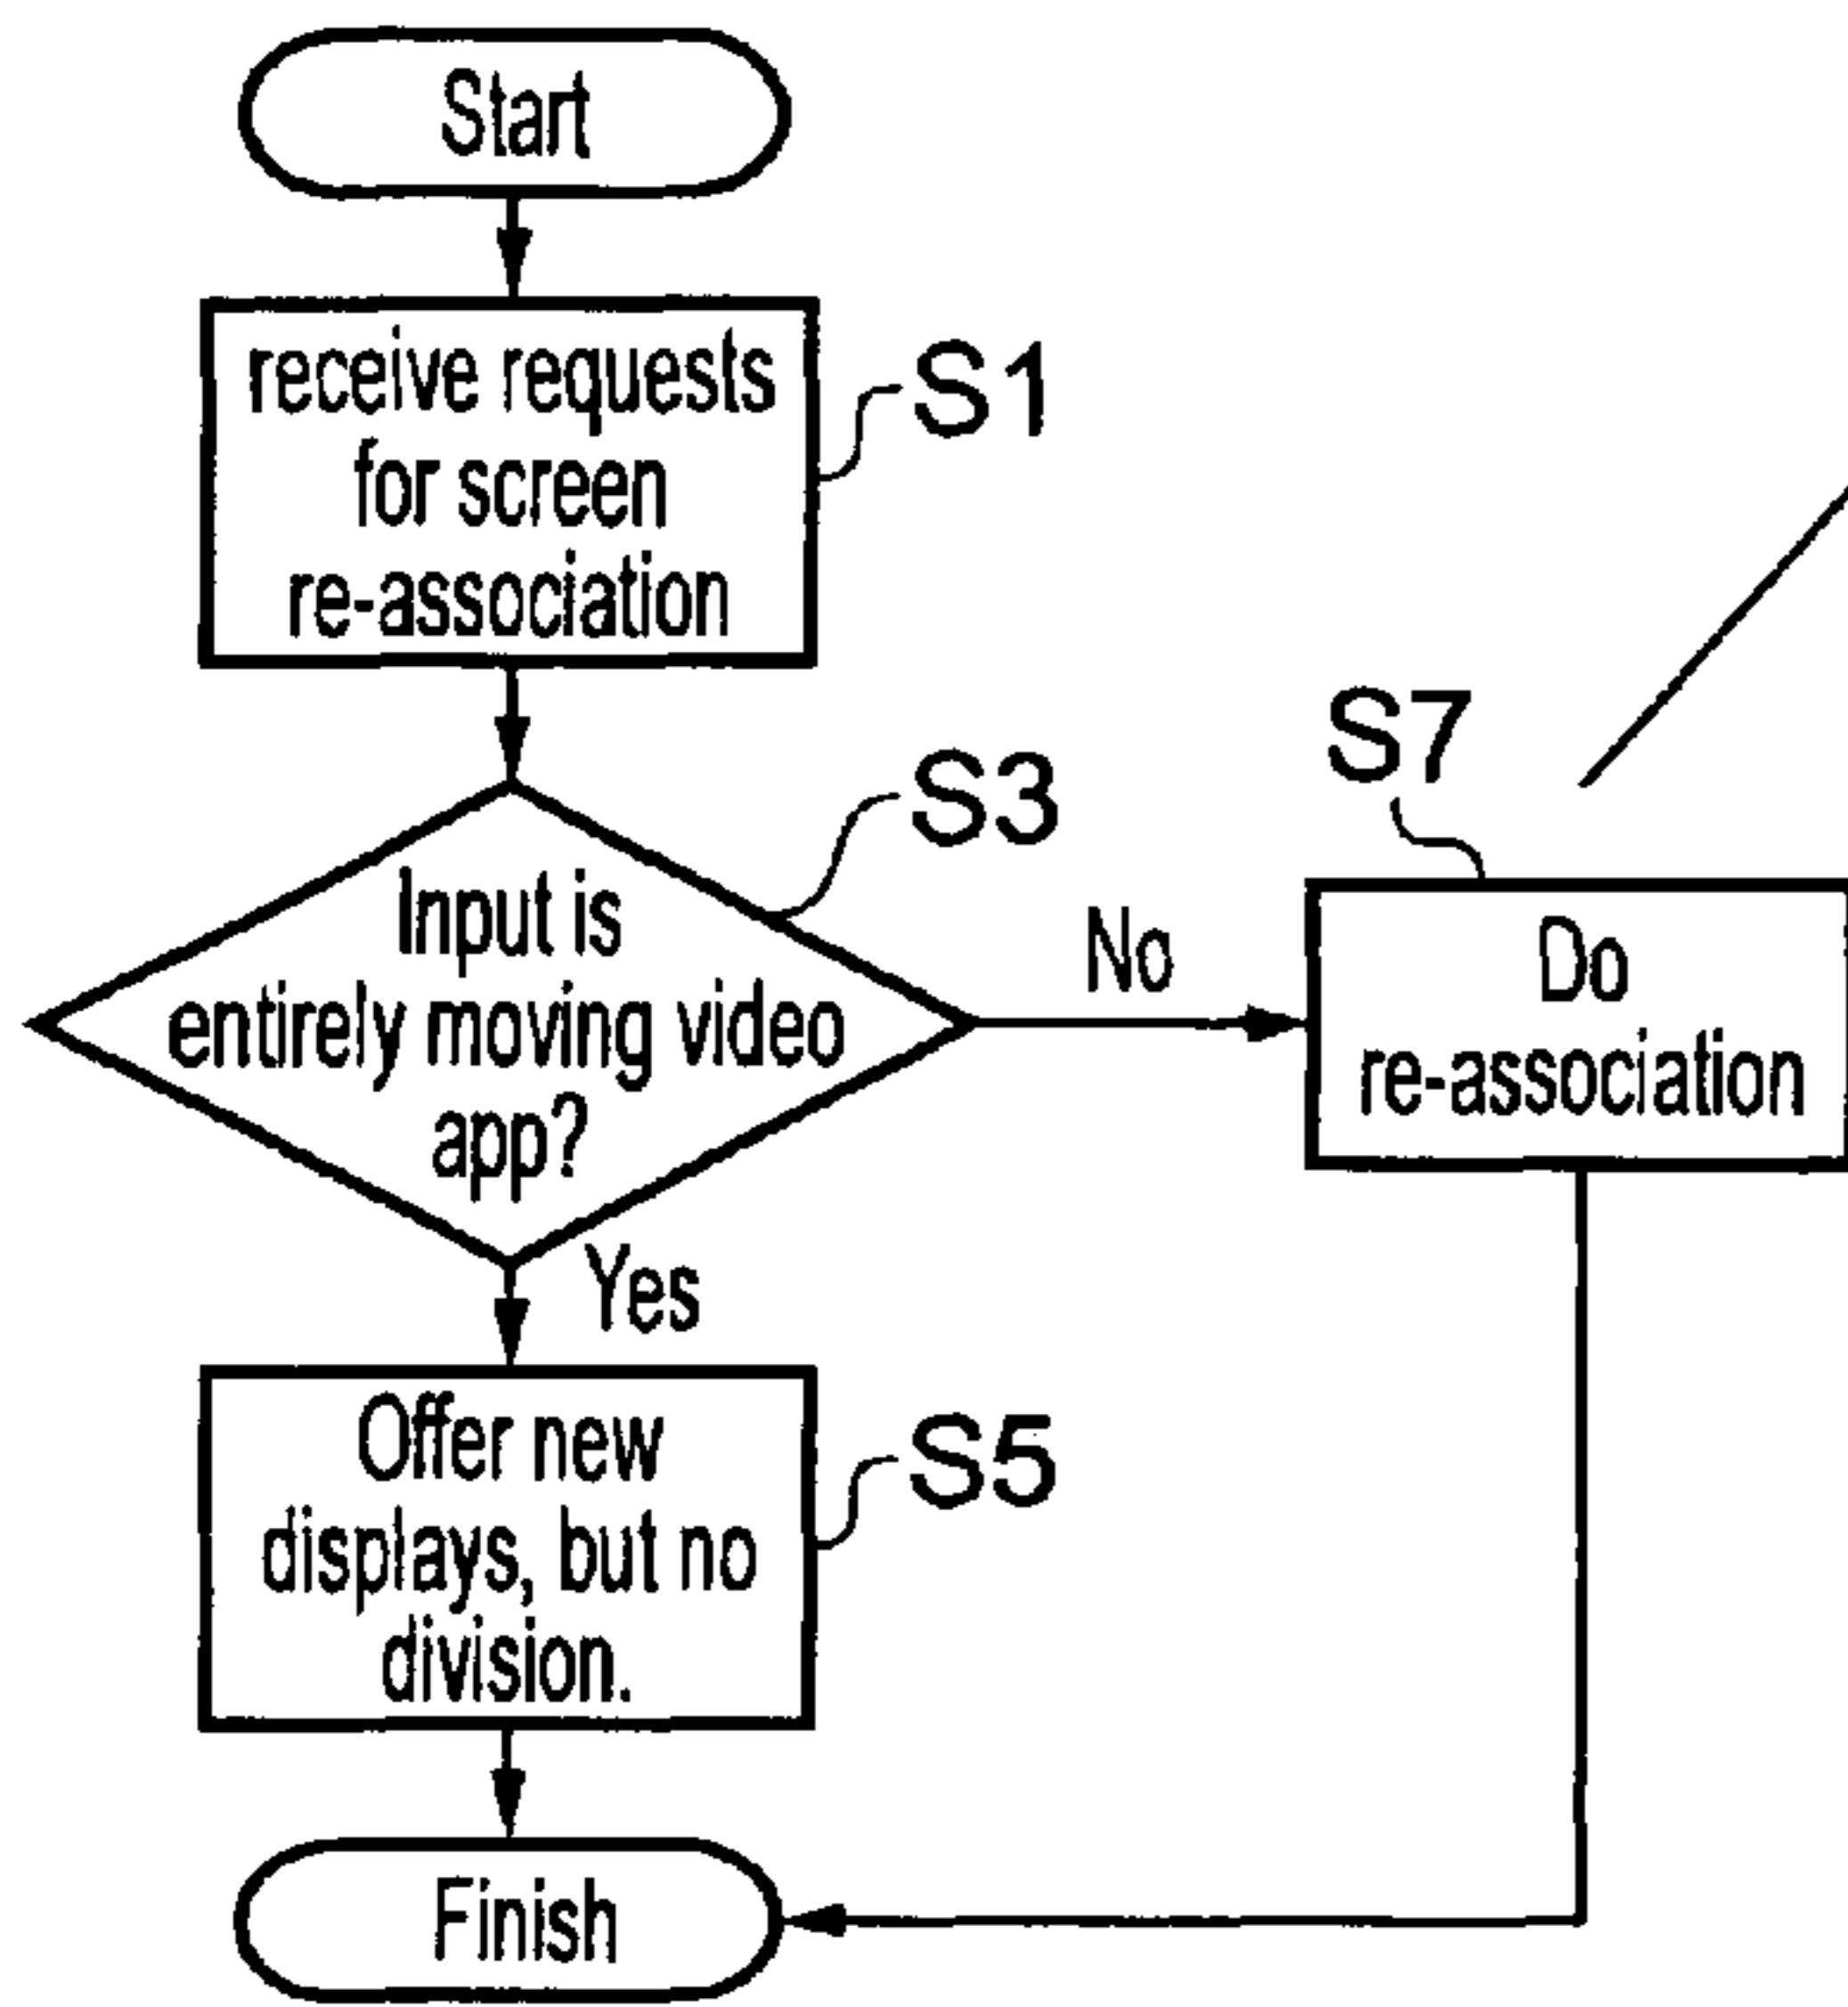 Start
receive requests
for screen
re-association
S1
S3
Input is
entirely moving video
app?
No
S7
Do
re-association
Yes
Offer new
displays, but no
division.
S5
Finish